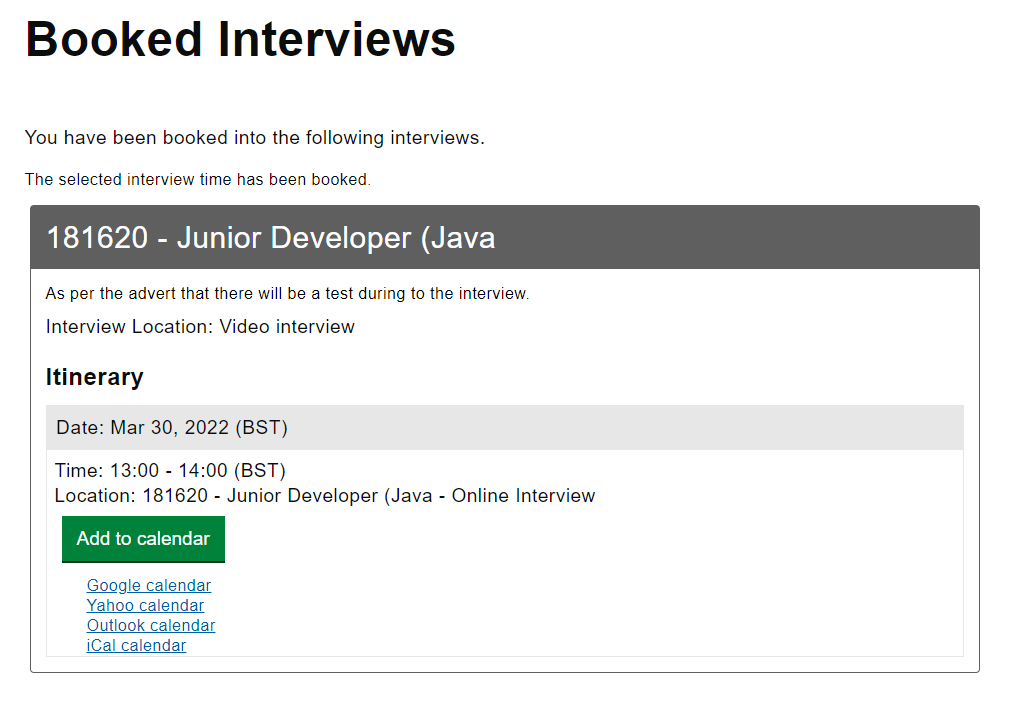 Booked Interviews
You have been booked into the following interviews.
The selected interview time has been booked.
181620 - Junior Developer (Java
As per the advert that there will be a test during to the interview.
Interview Location: Video interview
Itinerary
Date: Mar 30, 2022 (BST)
Time: 13:00 - 14:00 (BST)
Location: 181620 - Junior Developer (Java - Online Interview
Add to calendar
Google calendar
Yahoo calendar
Outlook calendar
iCal calendar